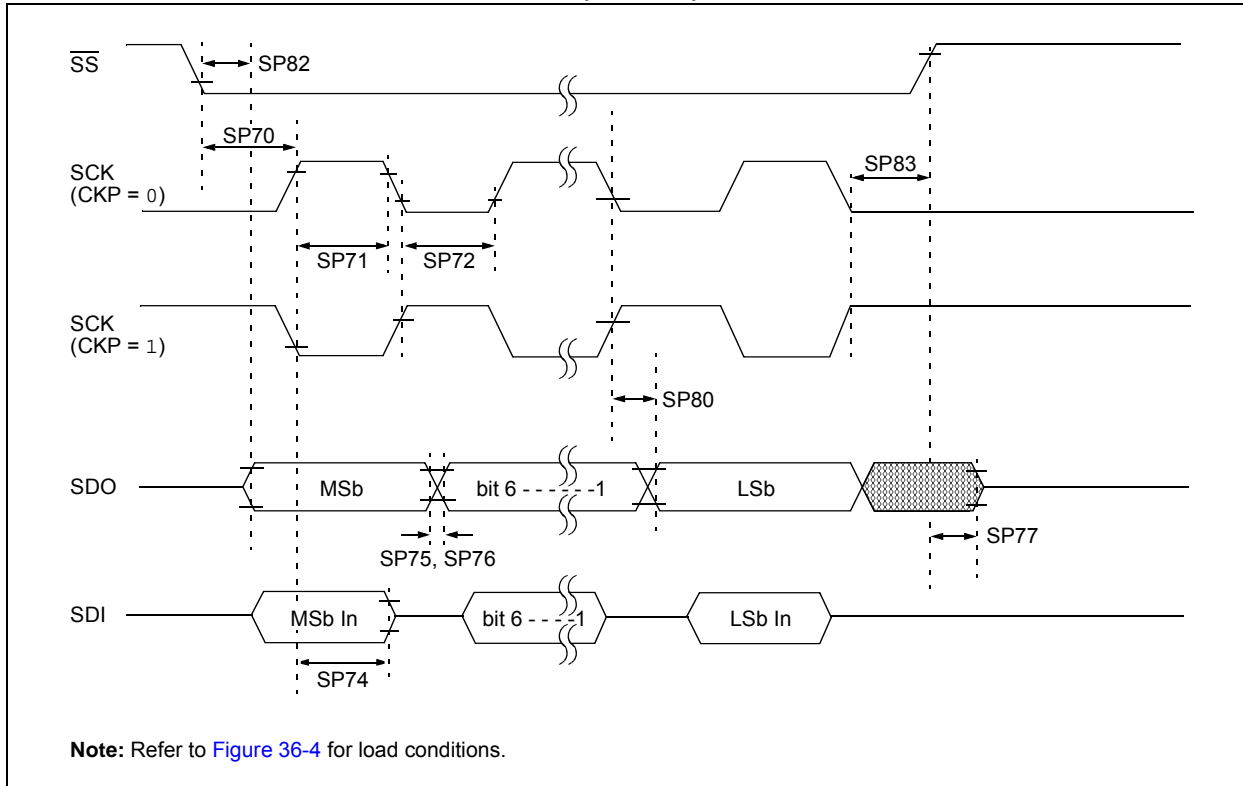 SS
SP82
SP70
SCK
(CKP = 0)
SP83
SP71
SP72
SCK
(CKP = 1)
SP80
SDO
MSb
bit 6 - - - - - -1
LSb
SP75, SP76
SP77
SDI
MSb In
bit 6 - - - -1
LSb In
SP74
Note: Refer to Figure 36-4 for load conditions.